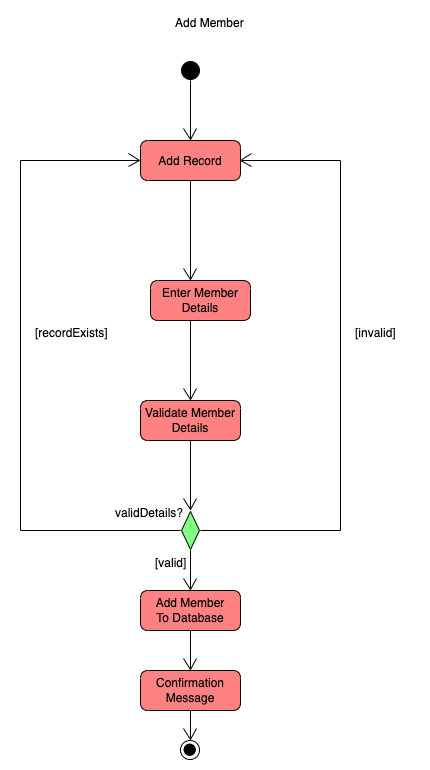 Add Member
Add Record
Enter Member
Details
[recordExists]
[invalid]
Validate Member
Details
validDetails?
[valid]
Add Member
To Database
Confirmation
Message